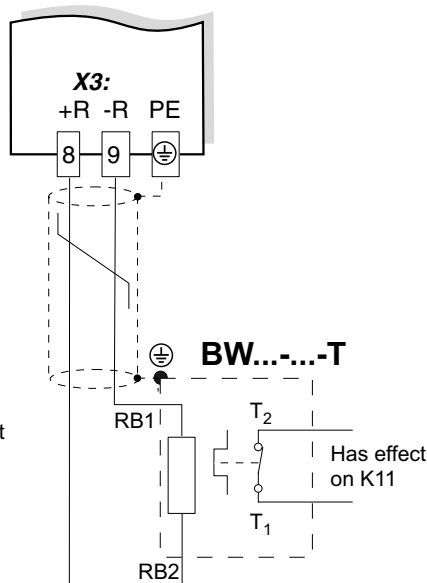 X3:
+R -R PE
8 9
BW...-...-T
RB1
T2
t
Has effect
on K11
T1
RB2